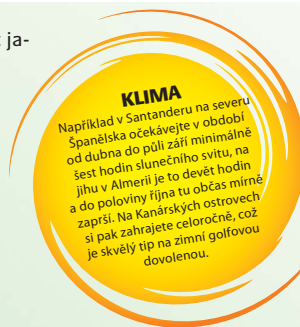 ja-
KLIMA
Například v Santanderu na severu
Španělska očekávejte v období
od dubna do půli září minimálně
šest hodin slunečního svitu, na
jihu v Almerii je to devět hodin
a do poloviny října tu občas mírně
zaprší. Na Kanárských ostrovech
si pak zahrajete celoročně, což
je skvělý tip na zimní golfovou
dovolenou.